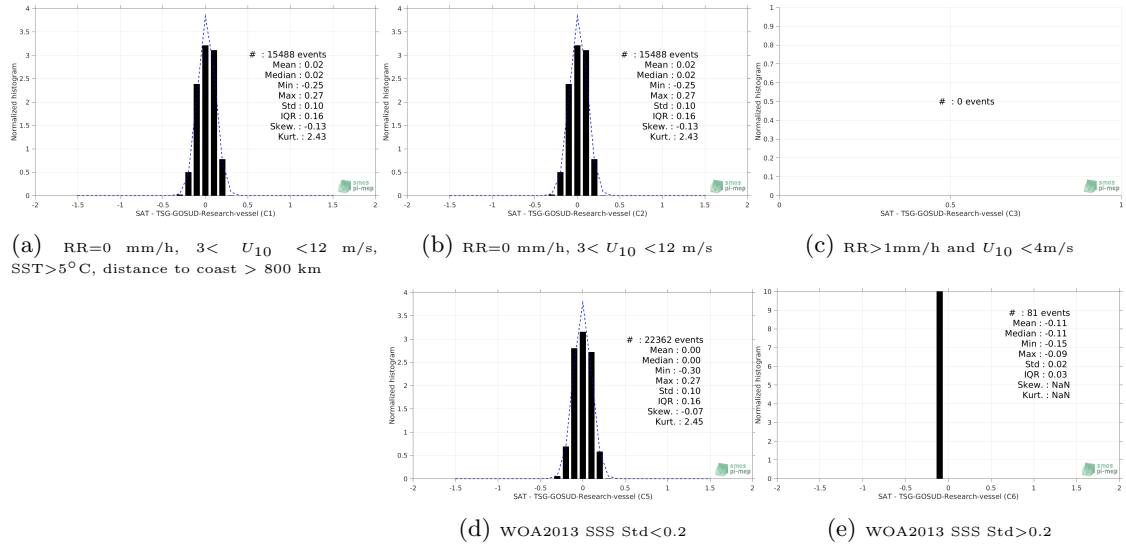 4
3.5
3
2.5
2
1.5
1
0.5
0
-2 -1.5 -1 -0.5 0 0.5 1 1.5 2
Normalized histogram
# : 15488 events
Mean : 0.02
Median : 0.02
Min : -0.25
Max : 0.27
Std : 0.10
IQR : 0.16
Skew. : -0.13
Kurt. : 2.43
smos
pi-mep
SAT - TSG-GOSUD-Research-vessel (C1)
(a) RR=0 mm/h, 3< U10 <12 m/s,
SST>5°C, distance to coast > 800 km
4
3.5
3
2.5
2
1.5
1
0.5
0
-2 -1.5 -1 -0.5 0 0.5 1 1.5 2
Normalized histogram
# : 15488 events
Mean : 0.02
Median : 0.02
Min : -0.25
Max : 0.27
Std : 0.10
IQR : 0.16
Skew. : -0.13
Kurt. : 2.43
smos
pi-mep
SAT - TSG-GOSUD-Research-vessel (C2)
(b) RR=0 mm/h, 3< U10 <12 m/s
1
0.9
0.8
0.7
0.6
0.5
0.4
0.3
0.2
0.1
0
0 0.5 1
Normalized histogram
# : 0 events
smos
pi-mep
SAT - TSG-GOSUD-Research-vessel (C3)
(c) RR>1mm/h and U10 <4m/s
4
3.5
3
2.5
2
1.5
1
0.5
0
-2 -1.5 -1 -0.5 0 0.5 1 1.5 2
Normalized histogram
# : 22362 events
Mean : 0.00
Median : 0.00
Min : -0.30
Max : 0.27
Std : 0.10
IQR : 0.16
Skew. : -0.07
Kurt. : 2.45
smos
pi-mep
SAT - TSG-GOSUD-Research-vessel (C5)
(d) WOA2013 SSS Std<0.2
10
9
8
7
6
5
4
3
2
1
0
-2 -1.5 -1 -0.5 0 0.5 1 1.5 2
Normalized histogram
# : 81 events
Mean : -0.11
Median : -0.11
Min : -0.15
Max : -0.09
Std : 0.02
IQR : 0.03
Skew. : NaN
Kurt. : NaN
smos
pi-mep
SAT - TSG-GOSUD-Research-vessel (C6)
(e) WOA2013 SSS Std>0.2